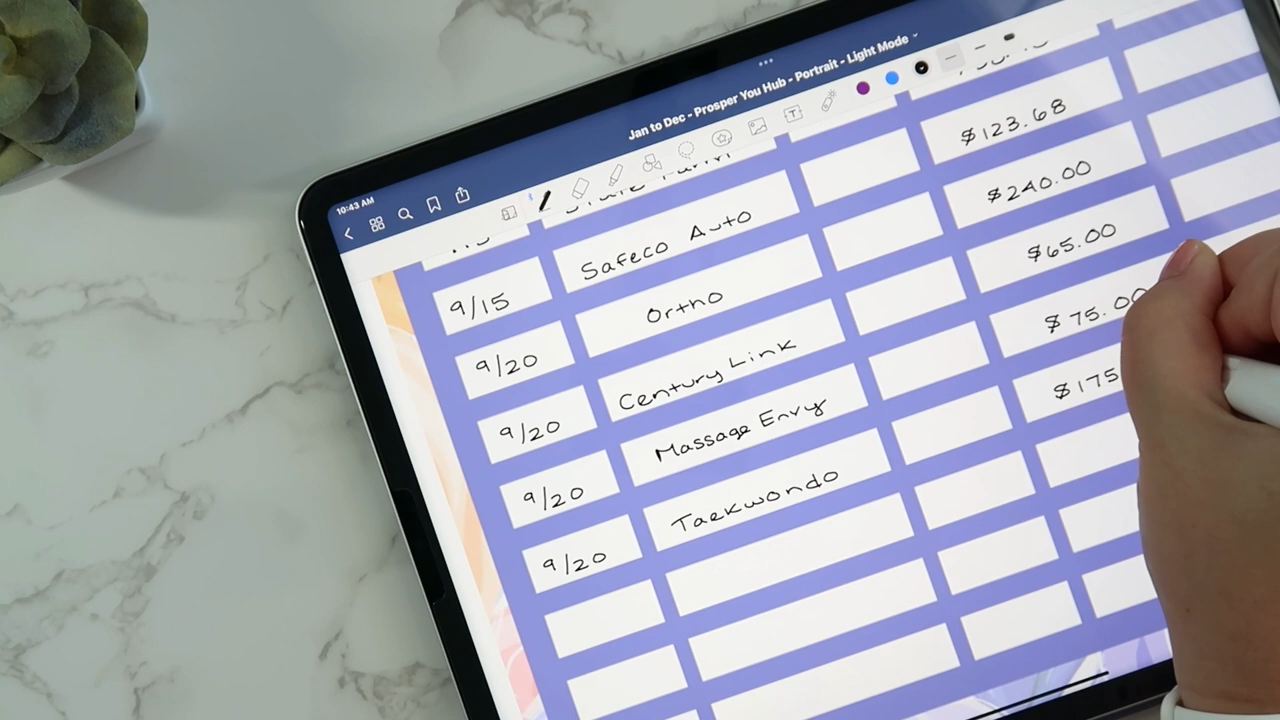 Jan to Dec - Prosper You Hub - Portrait - Light Mode
10:43 AM
9/15 Safeco Auto $123.68
9/20 Ortho $240.00
9/20 Century Link $65.00
9/20 Massage Envy $75.00
9/20 Taekwondo $175